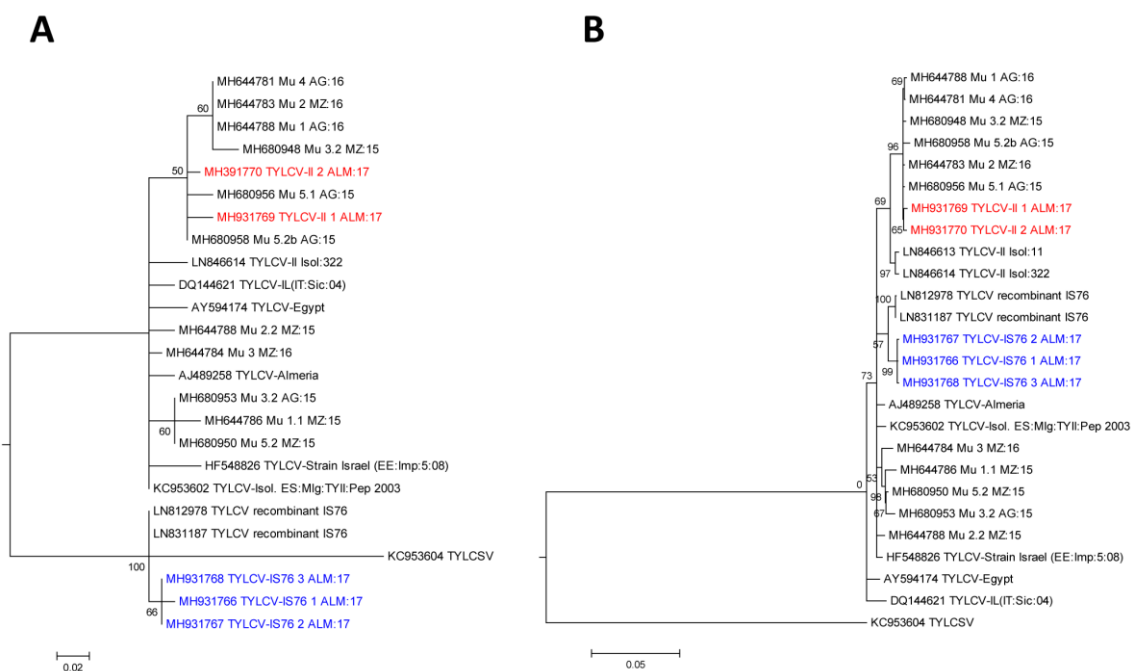 A
MH644781 Mu 4 AG:16
MH644783 Mu 2 MZ:16
60
MH644788 Mu 1 AG:16
MH680948 Mu 3.2 MZ:15
50
MH391770 TYLCV-II 2 ALM:17
MH680956 Mu 5.1 AG:15
MH931769 TYLCV-II 1 ALM:17
MH680958 Mu 5.2b AG:15
LN846614 TYLCV-II Isol:322
DQ144621 TYLCV-IL(IT:Sic:04)
AY594174 TYLCV-Egypt
MH644788 Mu 2.2 MZ:15
MH644784 Mu 3 MZ:16
AJ489258 TYLCV-Almeria
MH680953 Mu 3.2 AG:15
MH644786 Mu 1.1 MZ:15
60
MH680950 Mu 5.2 MZ:15
HF548826 TYLCV-Strain Israel (EE:Imp:5:08)
KC953602 TYLCV-Isol. ES:Mlg:TYII:Pep 2003
LN812978 TYLCV recombinant IS76
LN831187 TYLCV recombinant IS76
KC953604 TYLCSV
100
MH931768 TYLCV-IS76 3 ALM:17
MH931766 TYLCV-IS76 1 ALM:17
66
MH931767 TYLCV-IS76 2 ALM:17
0.02
B
69
MH644788 Mu 1 AG:16
MH644781 Mu 4 AG:16
MH680948 Mu 3.2 MZ:15
96
MH680958 Mu 5.2b AG:15
MH644783 Mu 2 MZ:16
MH680956 Mu 5.1 AG:15
69
MH931769 TYLCV-II 1 ALM:17
65
MH931770 TYLCV-II 2 ALM:17
LN846613 TYLCV-II Isol:11
97
LN846614 TYLCV-II Isol:322
100
LN812978 TYLCV recombinant IS76
LN831187 TYLCV recombinant IS76
57
MH931767 TYLCV-IS76 2 ALM:17
MH931766 TYLCV-IS76 1 ALM:17
99
73
MH931768 TYLCV-IS76 3 ALM:17
AJ489258 TYLCV-Almeria
KC953602 TYLCV-Isol. ES:Mlg:TYII:Pep 2003
MH644784 Mu 3 MZ:16
MH644786 Mu 1.1 MZ:15
53
0
MH680950 Mu 5.2 MZ:15
98
MH680953 Mu 3.2 AG:15
67
MH644788 Mu 2.2 MZ:15
HF548826 TYLCV-Strain Israel (EE:Imp:5:08)
AY594174 TYLCV-Egypt
DQ144621 TYLCV-IL(IT:Sic:04)
KC953604 TYLCSV
0.05